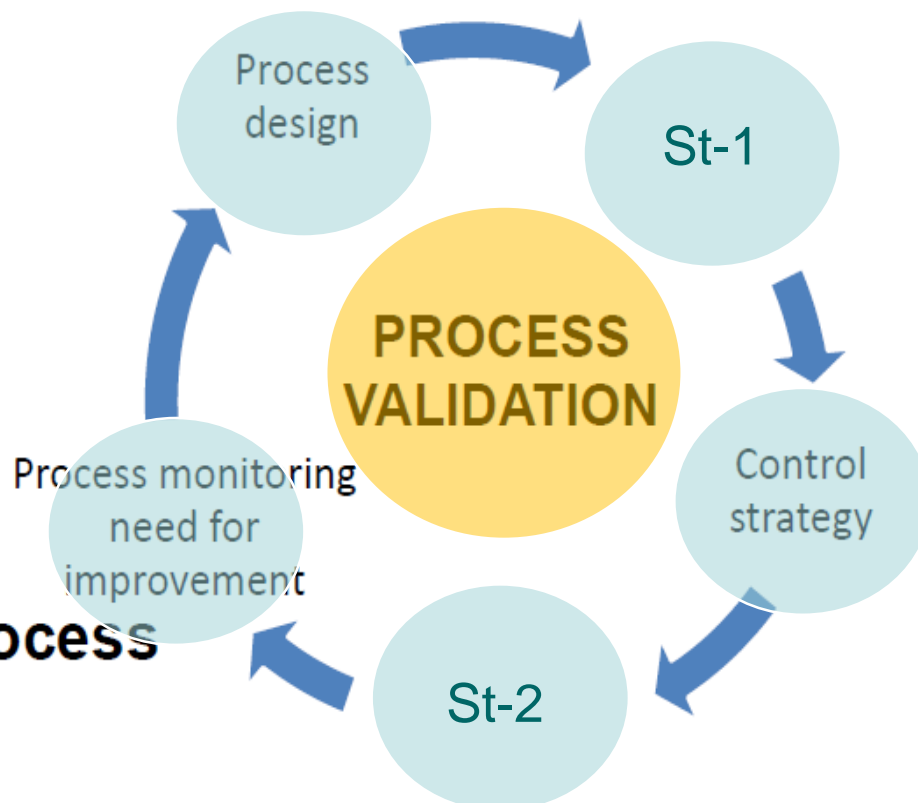 Process
design
St-1
PROCESS
VALIDATION
Control
strategy
Process monitoring
need for
improvement
ocess
St-2